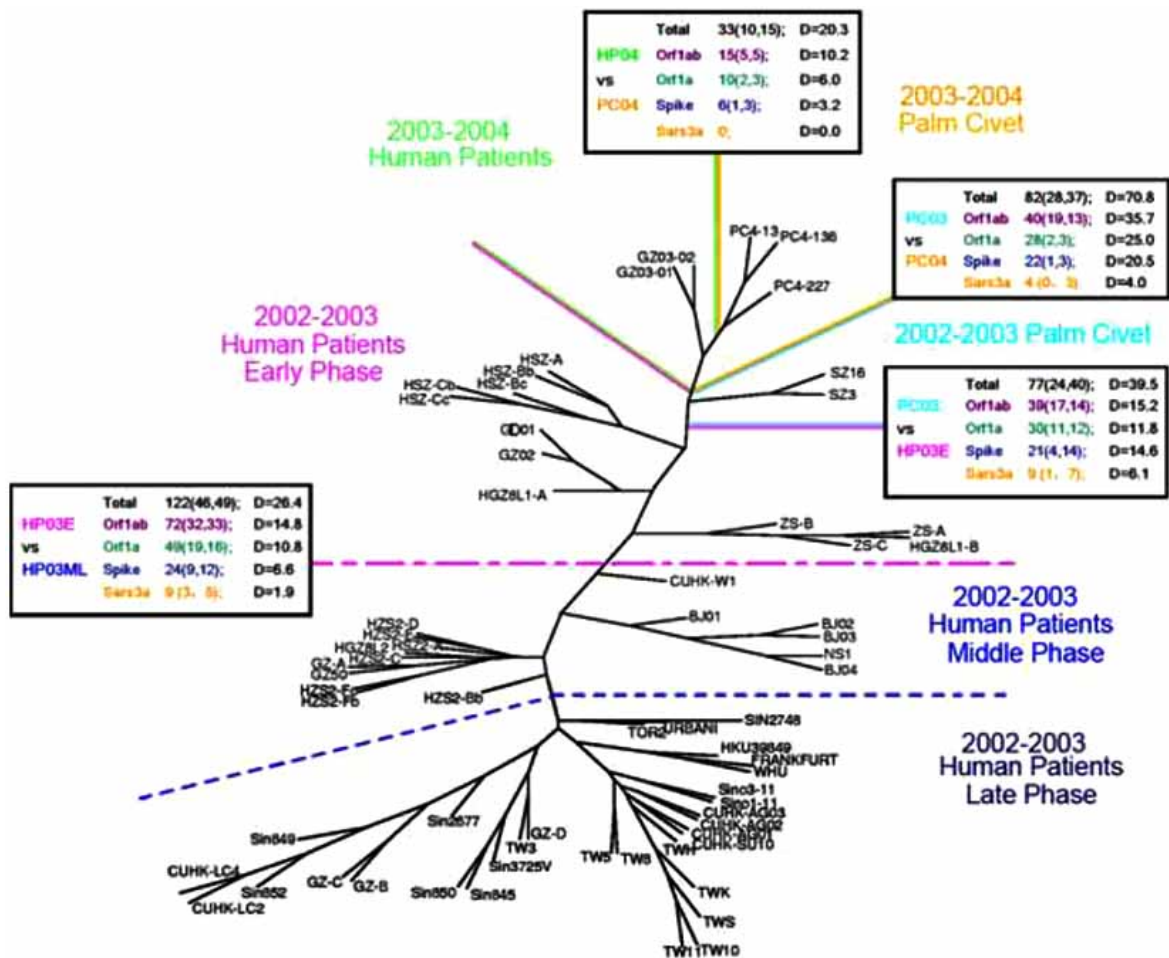 Total 33(10,15); D=20.3
HP04 Orf1ab 15(5,5); D=10.2
vs Orf1a 10(2,3); D=6.0
PC04 Spike 6(1,3); D=3.2
Sars3a 0; D=0.0
2003-2004
Palm Civet
2003-2004
Human Patients
Total 82(28,37); D=70.8
PC03 Orf1ab 40(19,13); D=35.7
vs Orf1a 28(2,3); D=25.0
PC04 Spike 22(1,3); D=20.5
Sars3a 4 (0, 3) D=4.0
PC4-13
PC4-136
GZ03-02
GZ03-01
PC4-227
2002-2003
Human Patients
Early Phase
2002-2003 Palm Civet
HSZ-A
HSZ-Bb
HSZ-Bc
HSZ-Cb
HSZ-Cc
SZ16
SZ3
Total 77(24,40); D=39.5
PC03 Orf1ab 39(17,14); D=15.2
vs Orf1a 30(11,12); D=11.8
HP03E Spike 21(4,14); D=14.6
Sars3a 9 (1, 7); D=6.1
GD01
GZ02
HGZ8L1-A
Total 122(46,49); D=26.4
HP03E Orf1ab 72(32,33); D=14.8
vs Orf1a 49(19,16); D=10.8
HP03ML Spike 24(9,12); D=6.6
Sars3a 9 (3, 5); D=1.9
ZS-B
ZS-A
ZS-C
HGZ8L1-B
CUHK-W1
2002-2003
Human Patients
Middle Phase
BJ01
BJ02
BJ03
NS1
BJ04
HZS2-D
HZS2-E
HGZ8L2
HSZ2-A
HZS2-C
GZ-A
GZ50
HZS2-Fc
HZS2-Fb
HZS2-Bb
SIN2748
URBANI
TOR2
2002-2003
Human Patients
Late Phase
HKU39849
FRANKFURT
WHU
Sino3-11
Sino1-11
CUHK-AG03
CUHK-AG02
CUHK-AG01
CUHK-SU10
TWH
Sin2677
GZ-D
TW3
Sin3725V
TW5
TW8
Sin849
CUHK-LC4
Sin852
CUHK-LC2
GZ-C
GZ-B
Sin850
Sin845
TWK
TWS
TW11
TW10